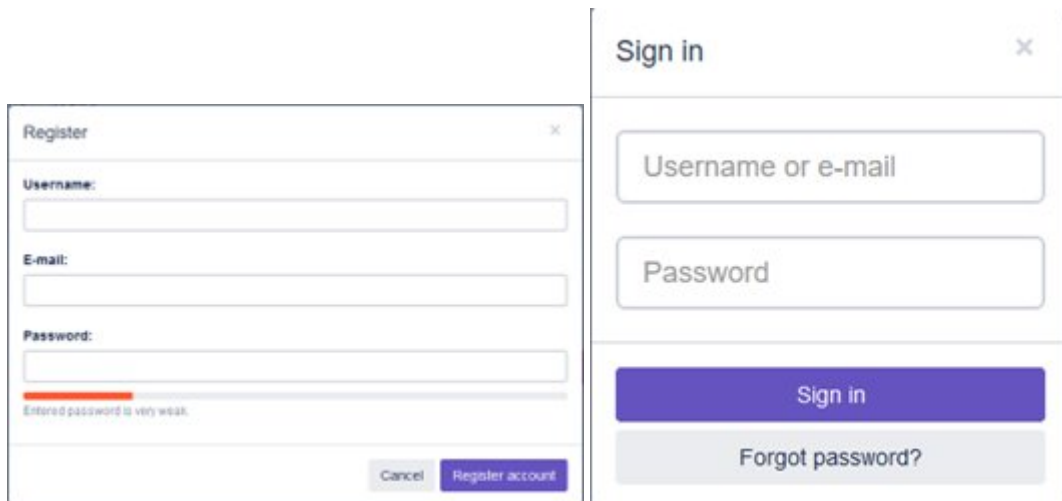 Register
×
Username:
E-mail:
Password:
Entered password is very weak.
Cancel
Register account
Sign in
×
Username or e-mail
Password
Sign in
Forgot password?